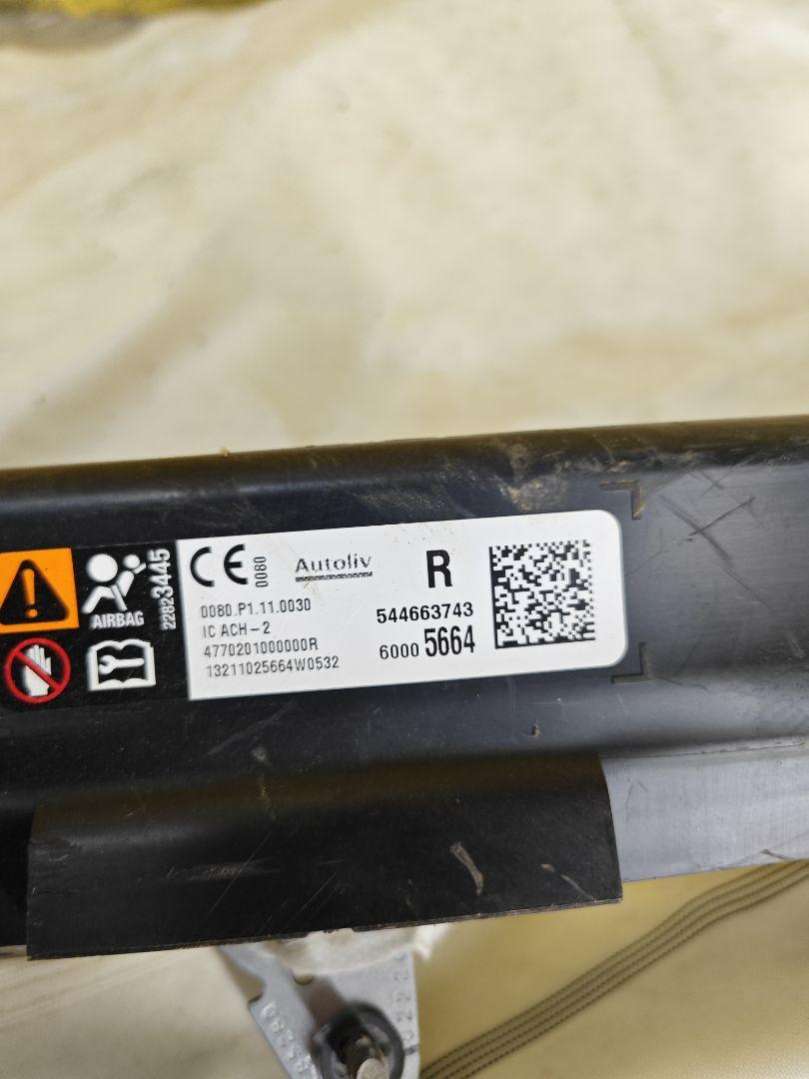 AIRBAG
22823445
CE 0080
Autoliv
R
0080.P1.11.0030
IC ACH-2
4770201000000R
13211025664W0532
544663743
6000 5664